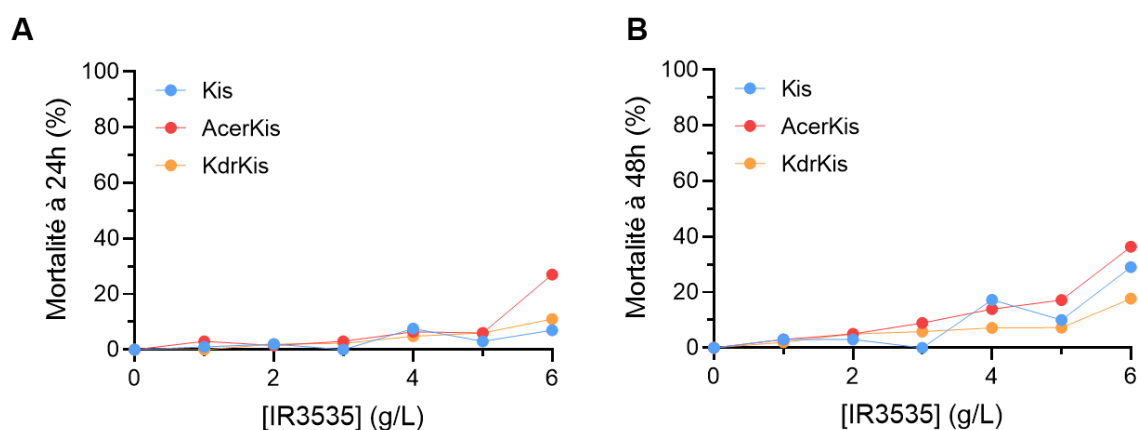 A
Mortalité à 24h (%)
100
80
60
40
20
0
Kis
AcerKis
KdrKis
0 2 4 6
[IR3535] (g/L)
B
Mortalité à 48h (%)
100
80
60
40
20
0
Kis
AcerKis
KdrKis
0 2 4 6
[IR3535] (g/L)